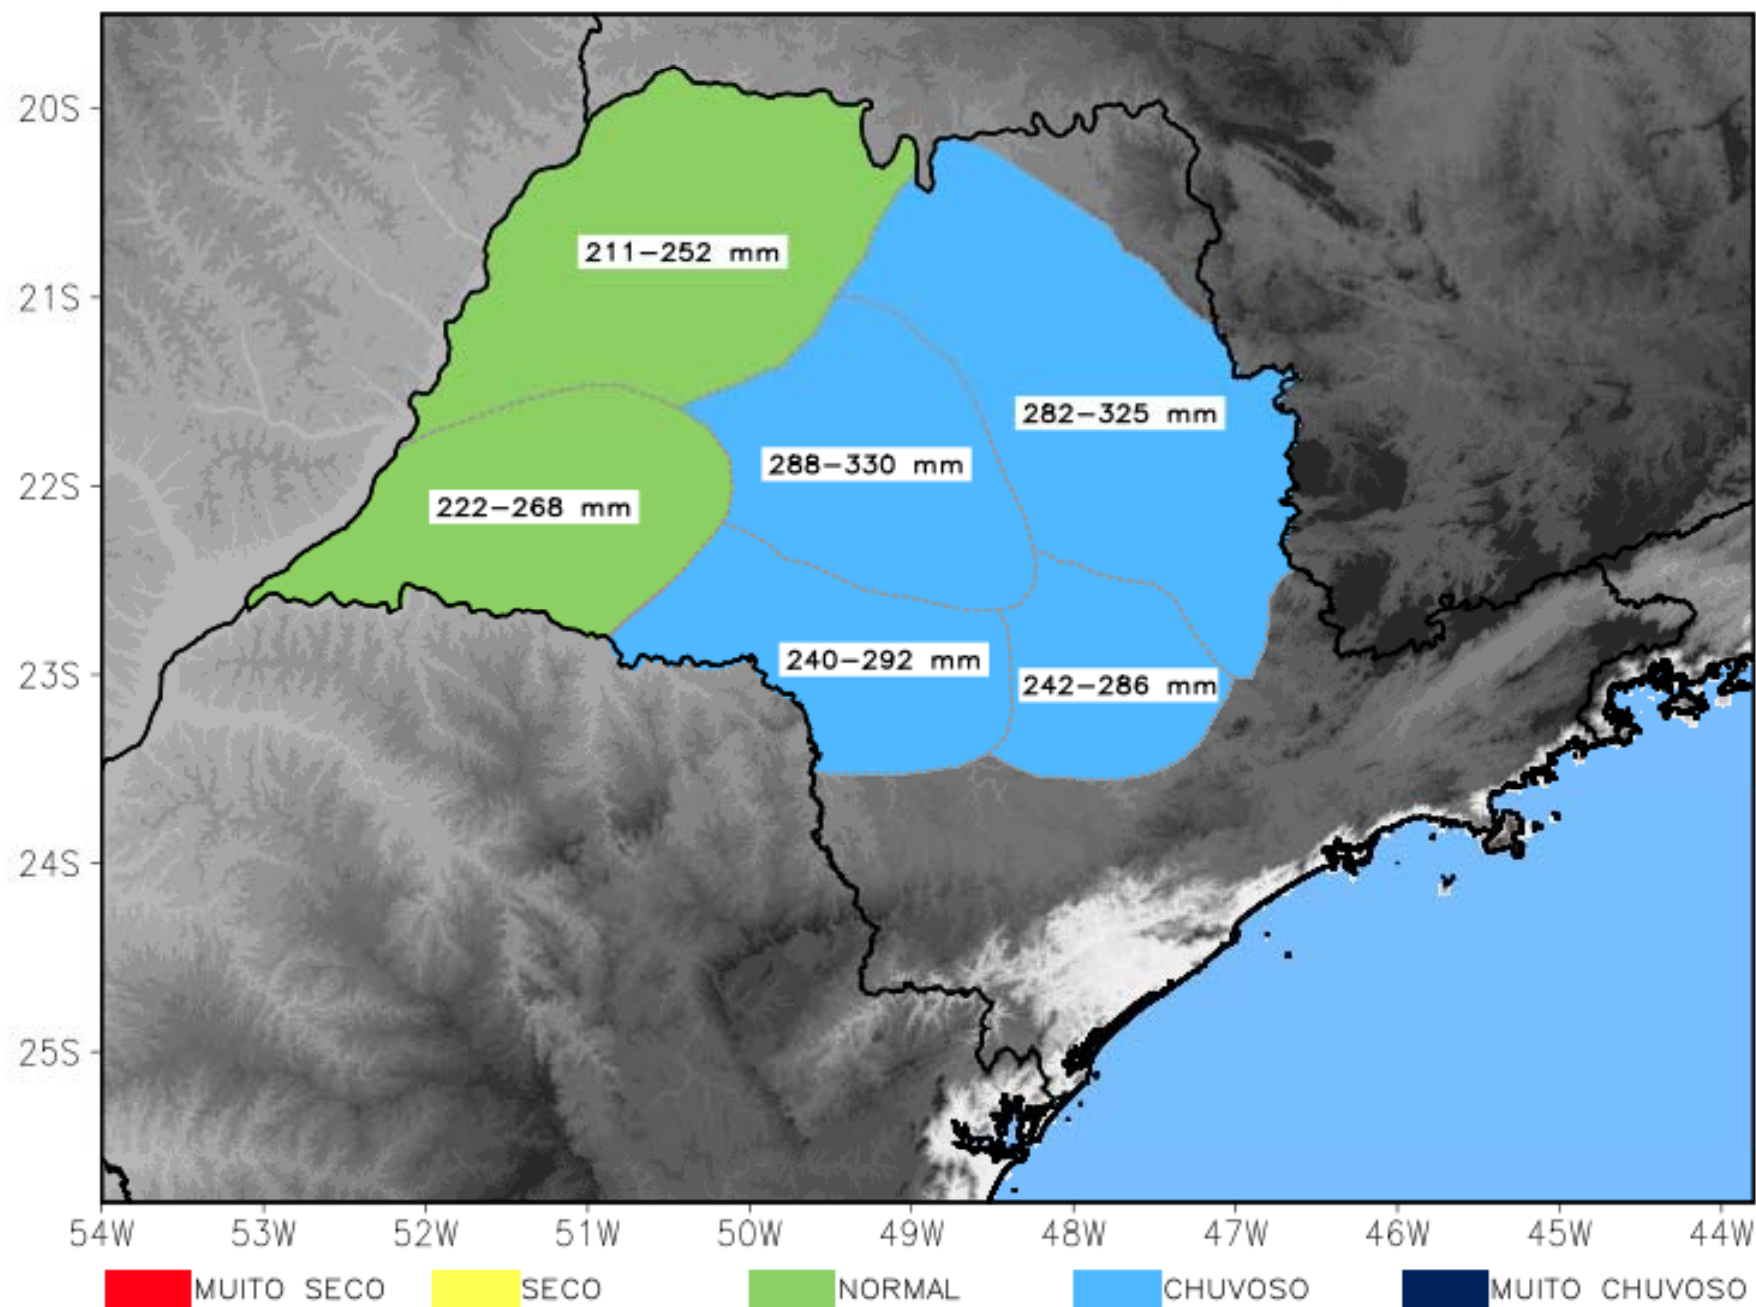 20S
211–252 mm
21S
282–325 mm
288–330 mm
22S
222–268 mm
240–292 mm
23S
242–286 mm
24S
25S
54W 53W 52W 51W 50W 49W 48W 47W 46W 45W 44W
MUITO SECO SECO NORMAL CHUVOSO MUITO CHUVOSO